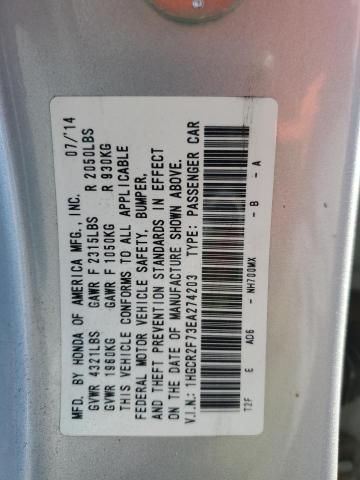 MFD. BY HONDA OF AMERICA MFG., INC. 07/'14
GVWR 4321LBS GAWR F 2315LBS R 2050LBS
GVWR 1960KG GAWR F 1050KG R 930KG
THIS VEHICLE CONFORMS TO ALL APPLICABLE
FEDERAL MOTOR VEHICLE SAFETY, BUMPER,
AND THEFT PREVENTION STANDARDS IN EFFECT
ON THE DATE OF MANUFACTURE SHOWN ABOVE.
V.I.N.: 1HGCR2F73EA274203 TYPE: PASSENGER CAR
T2F E AD6 - NH700MX - B - A